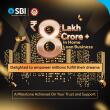 SBI
₹8 Lakh
Crore +
in Home
Loan Business
Delighted to empower millions fulfill their dreams
A Milestone Achieved On Your Trust and Support